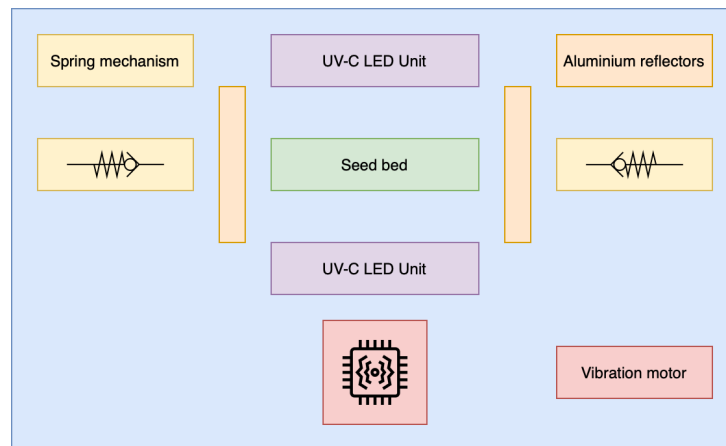 Spring mechanism
UV-C LED Unit
Aluminium reflectors
Seed bed
UV-C LED Unit
Vibration motor